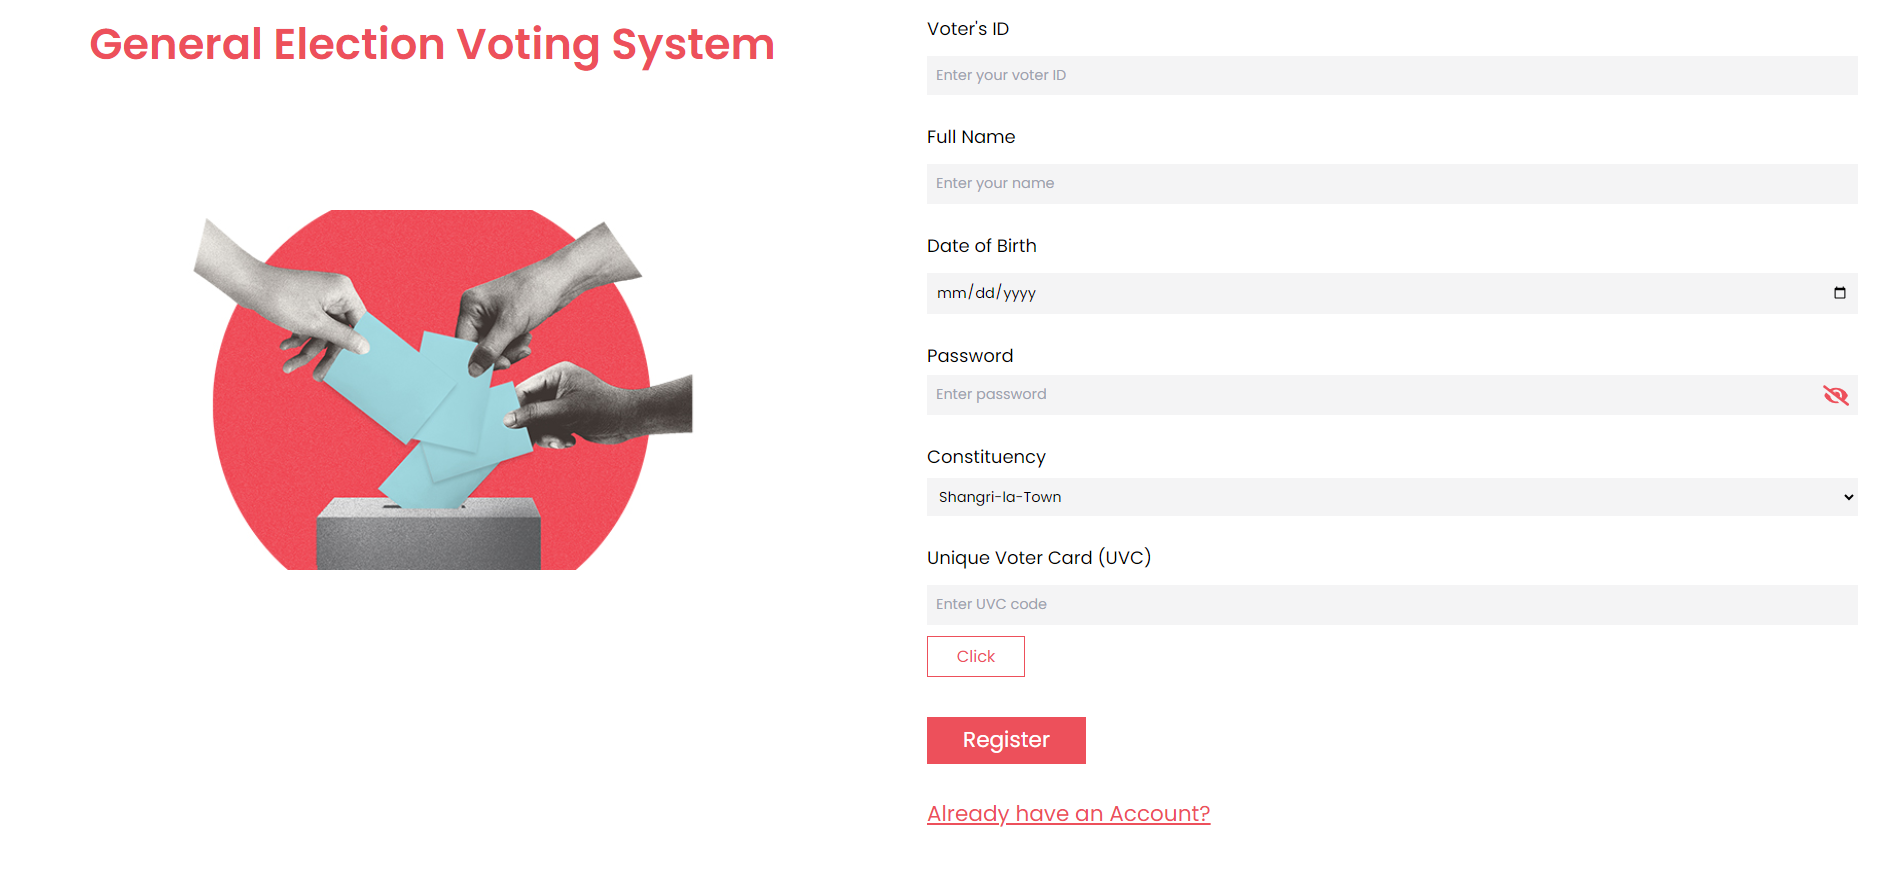 General Election Voting System
Voter's ID
Enter your voter ID
Full Name
Enter your name
Date of Birth
mm/dd/yyyy
Password
Enter password
Constituency
Shangri-la-Town
Unique Voter Card (UVC)
Enter UVC code
Click
Register
Already have an Account?